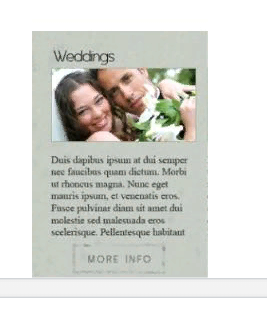 Weddings
Duis dapibus ipsum at dui semper
nec faucibus quam dictum. Morbi
ut rhoncus magna. Nunc eget
mauris ipsum, et venenatis eros.
Fusce pulvinar diam sit amet dui
molestie sed malesuada eros
scelerisque. Pellentesque habitant
MORE INFO